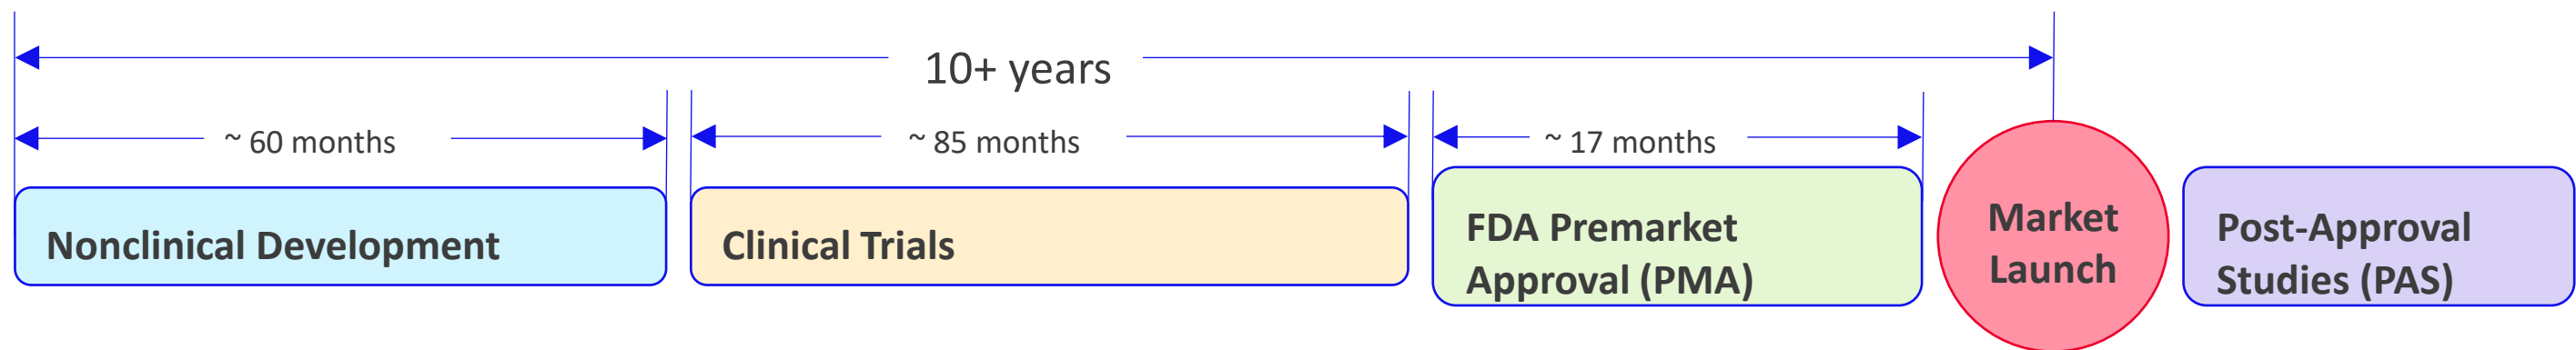 10+ years
~ 60 months
~ 85 months
~ 17 months
Nonclinical Development
Clinical Trials
FDA Premarket
Approval (PMA)
Market
Launch
Post-Approval
Studies (PAS)